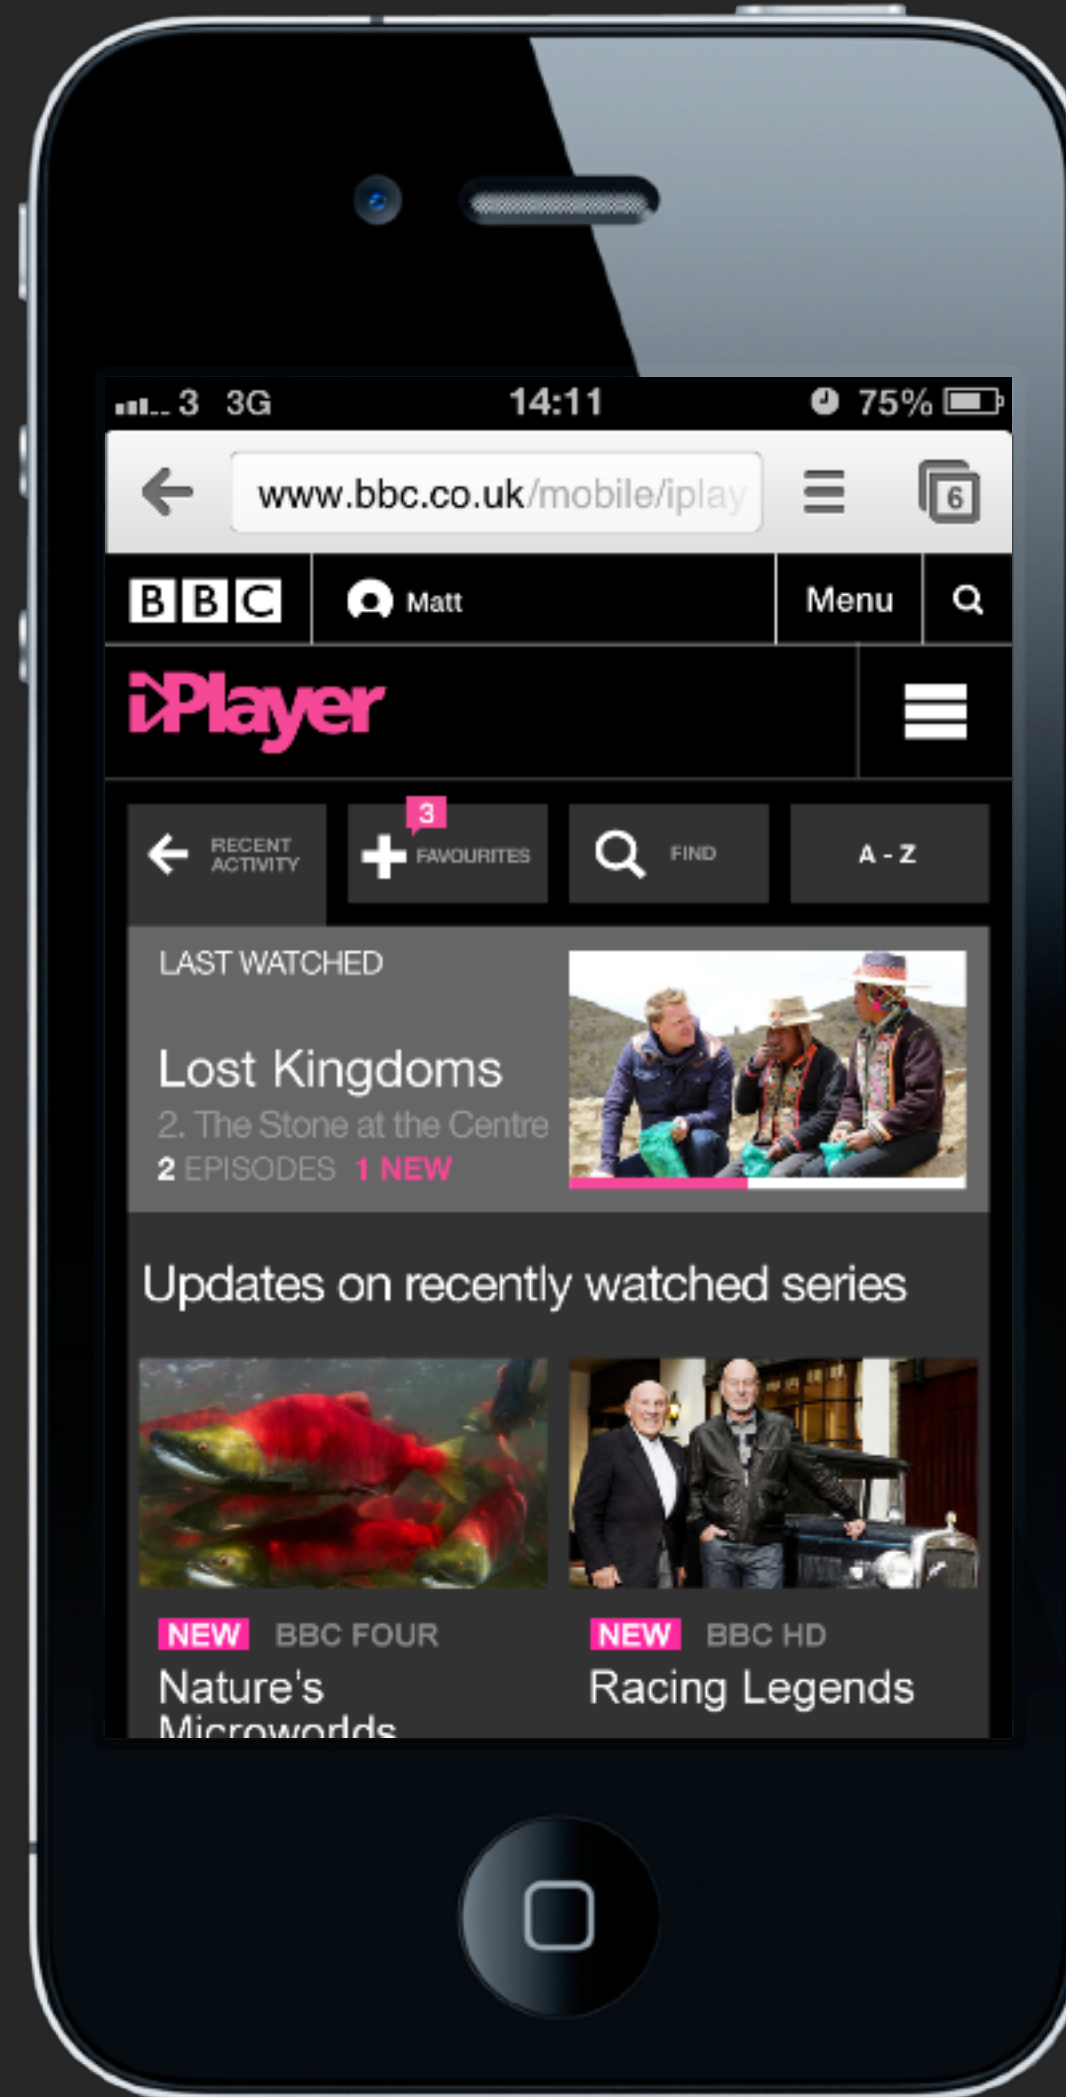 3 3G 14:11 75%
www.bbc.co.uk/mobile/iplay
6
BBC Matt Menu
iPlayer
3
RECENT
ACTIVITY
FAVOURITES
FIND
A - Z
LAST WATCHED
Lost Kingdoms
2. The Stone at the Centre
2 EPISODES 1 NEW
Updates on recently watched series
NEW BBC FOUR
Nature's
Microworlds
NEW BBC HD
Racing Legends